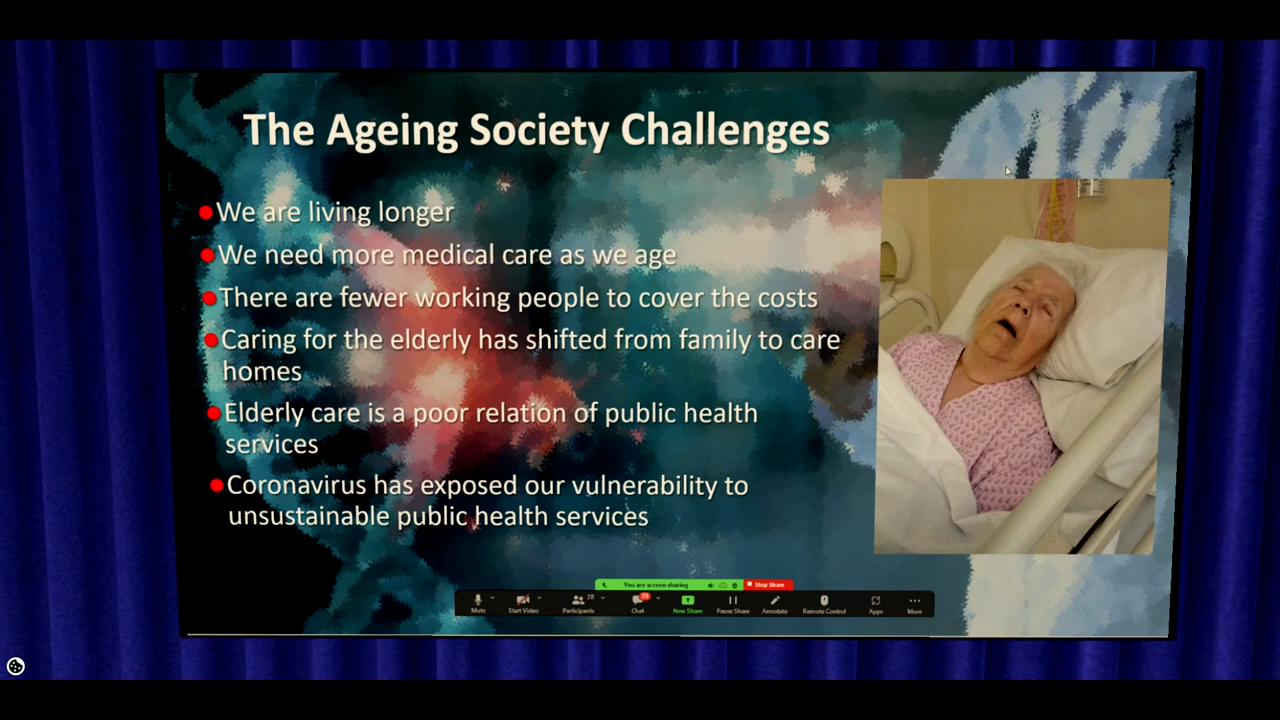 The Ageing Society Challenges
We are living longer
We need more medical care as we age
There are fewer working people to cover the costs
Caring for the elderly has shifted from family to care
homes
Elderly care is a poor relation of public health
services
Coronavirus has exposed our vulnerability to
unsustainable public health services
You are screen sharing
Stop Share
28
39
Mute
Start Video
Participants
Chat
New Share
Pause Share
Annotate
Remote Control
Apps
More